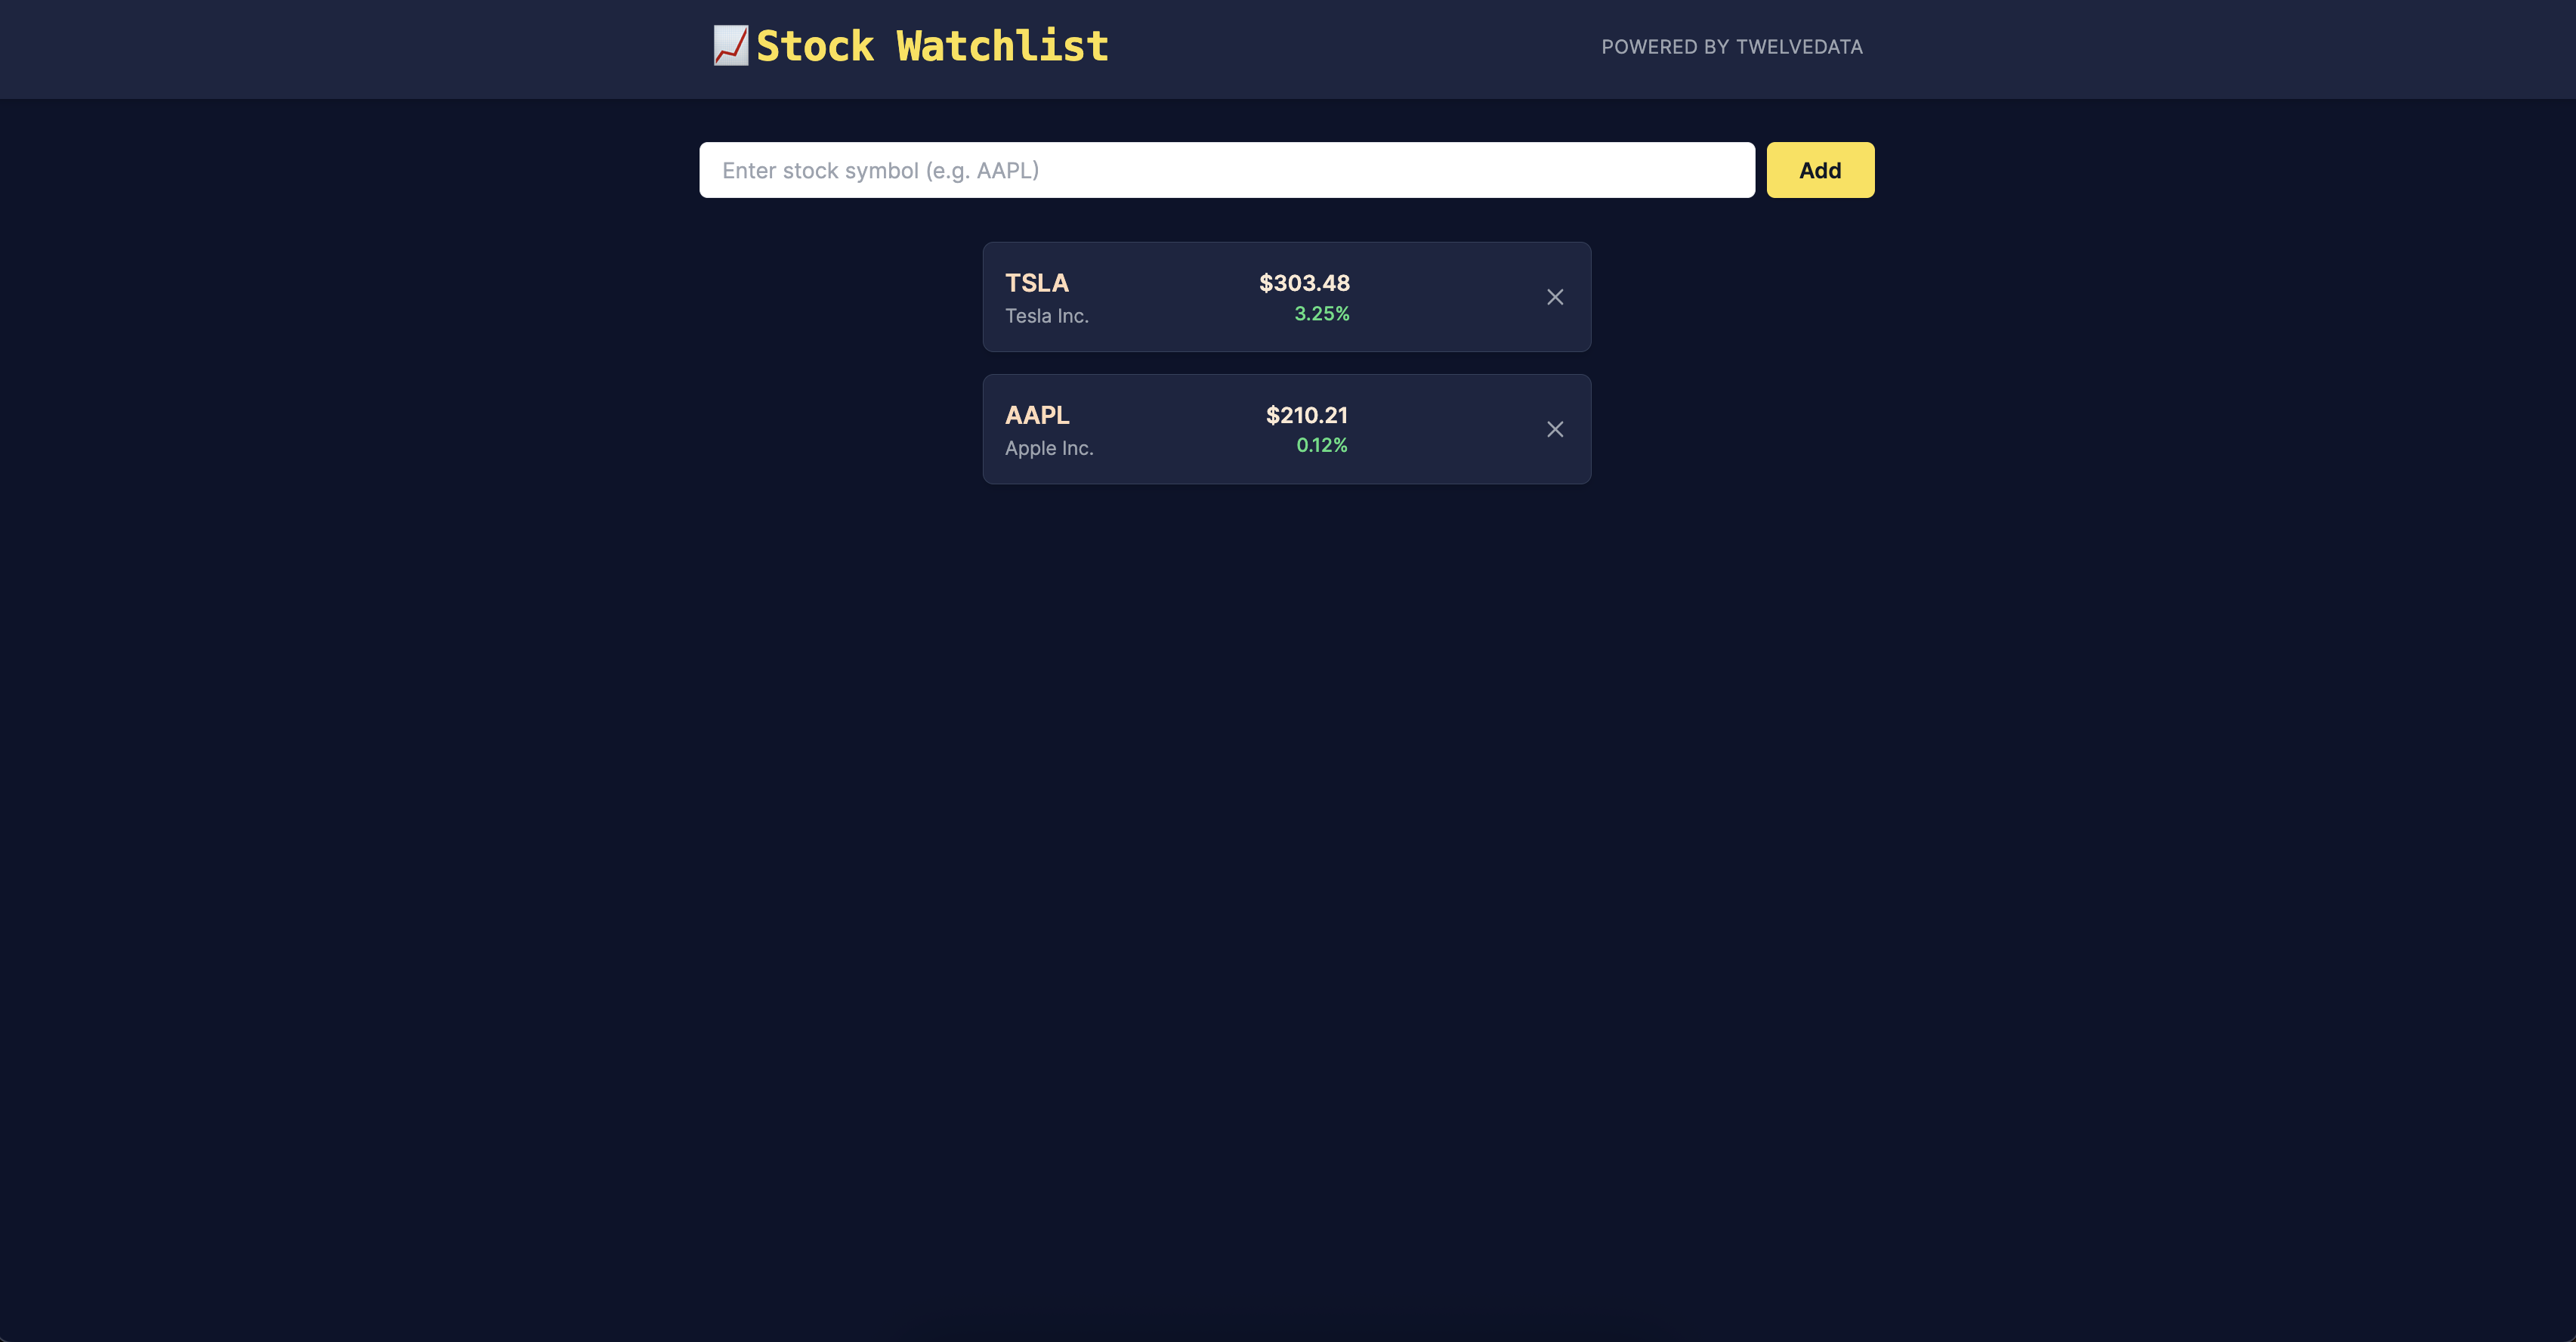 Stock Watchlist
POWERED BY TWELVEDATA
Enter stock symbol (e.g. AAPL)
Add
TSLA
$303.48
Tesla Inc.
3.25%
AAPL
$210.21
Apple Inc.
0.12%